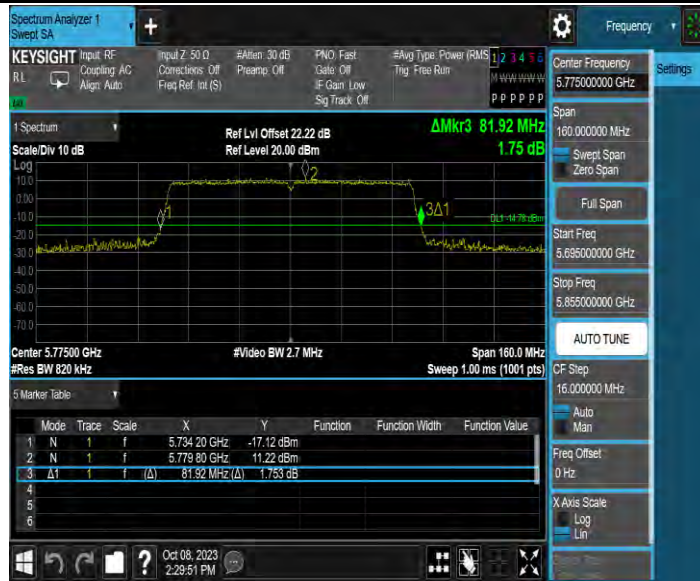 Spectrum Analyzer 1
Swept SA
+
Frequency
KEYSIGHT
Input: RF
Input Z: 50 Ω
#Atten: 30 dB
PNO: Fast
#Avg Type: Power (RMS
1 2 3 4 5 6
RL
Coupling: AC
Corrections: Off
Preamp: Off
Gate: Off
Trig: Free Run
M W W W W W
Align: Auto
Freq Ref: Int (S)
IF Gain: Low
Sig Track: Off
P P P P P P
1 Spectrum
Scale/Div 10 dB
Ref Lvl Offset 22.22 dB
Ref Level 20.00 dBm
ΔMkr3 81.92 MHz
1.75 dB
Log
10.0
0.00
-10.0
-20.0
-30.0
-40.0
-50.0
-60.0
-70.0
1
2
3Δ1
DL1 -14.78 dBm
Center 5.77500 GHz
#Video BW 2.7 MHz
Span 160.0 MHz
#Res BW 820 kHz
Sweep 1.00 ms (1001 pts)
5 Marker Table
Mode Trace Scale X Y Function Function Width Function Value
1 N 1 f 5.734 20 GHz -17.12 dBm
2 N 1 f 5.779 80 GHz 11.22 dBm
3 Δ1 1 f (Δ) 81.92 MHz (Δ) 1.753 dB
4
5
6
Oct 08, 2023
2:29:51 PM
Center Frequency
5.775000000 GHz
Settings
Span
160.000000 MHz
Swept Span
Zero Span
Full Span
Start Freq
5.695000000 GHz
Stop Freq
5.855000000 GHz
AUTO TUNE
CF Step
16.000000 MHz
Auto
Man
Freq Offset
0 Hz
X Axis Scale
Log
Lin